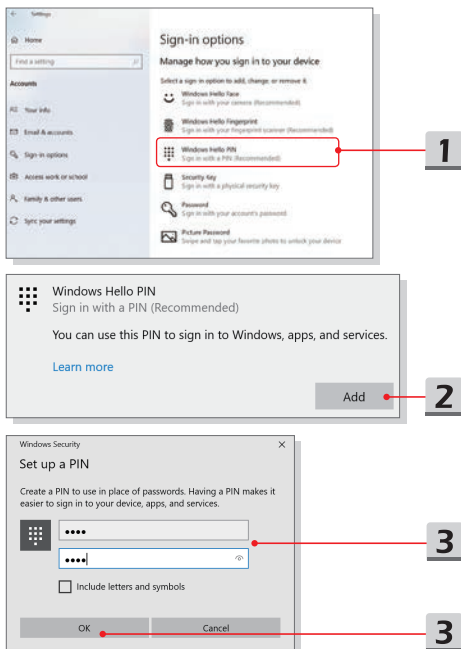 Settings
Home
Find a setting
Accounts
Your info
Email & accounts
Sign-in options
Access work or school
Family & other users
Sync your settings
Sign-in options
Manage how you sign in to your device
Select a sign-in option to add, change, or remove it.
Windows Hello Face
Sign in with your camera (Recommended)
Windows Hello Fingerprint
Sign in with your fingerprint scanner (Recommended)
Windows Hello PIN
Sign in with a PIN (Recommended)
Security Key
Sign in with a physical security key
Password
Sign in with your account's password
Picture Password
Swipe and tap your favorite photo to unlock your device
1
Windows Hello PIN
Sign in with a PIN (Recommended)
You can use this PIN to sign in to Windows, apps, and services.
Learn more
Add
2
Windows Security
Set up a PIN
Create a PIN to use in place of passwords. Having a PIN makes it
easier to sign in to your device, apps, and services.
••••
••••
3
Include letters and symbols
OK
Cancel
3